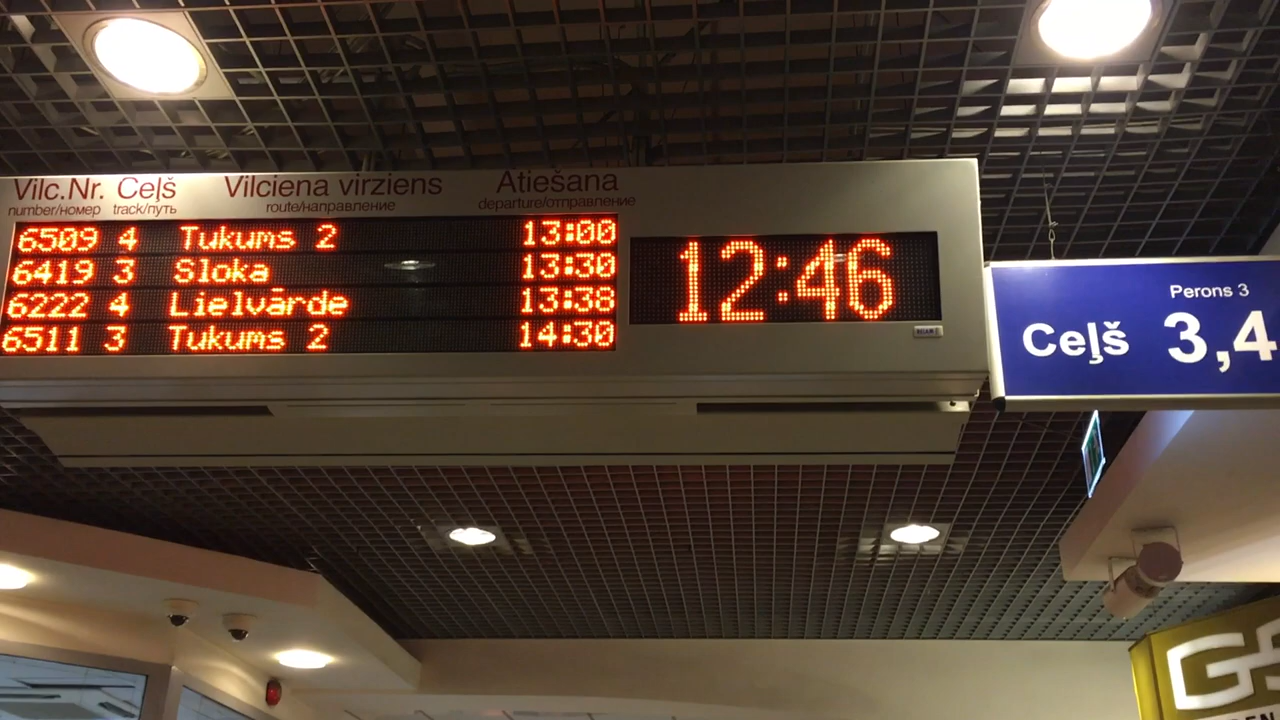 Vilc.Nr. Ceļš Vilciena virziens Atiešana
number/номер track/путь route/направление departure/отправление
6509 4 Tukums 2 13:00
6419 3 Sloka 13:30
6222 4 Lielvārde 13:38
6511 3 Tukums 2 14:30
12:46
Perons 3
Ceļš 3,4